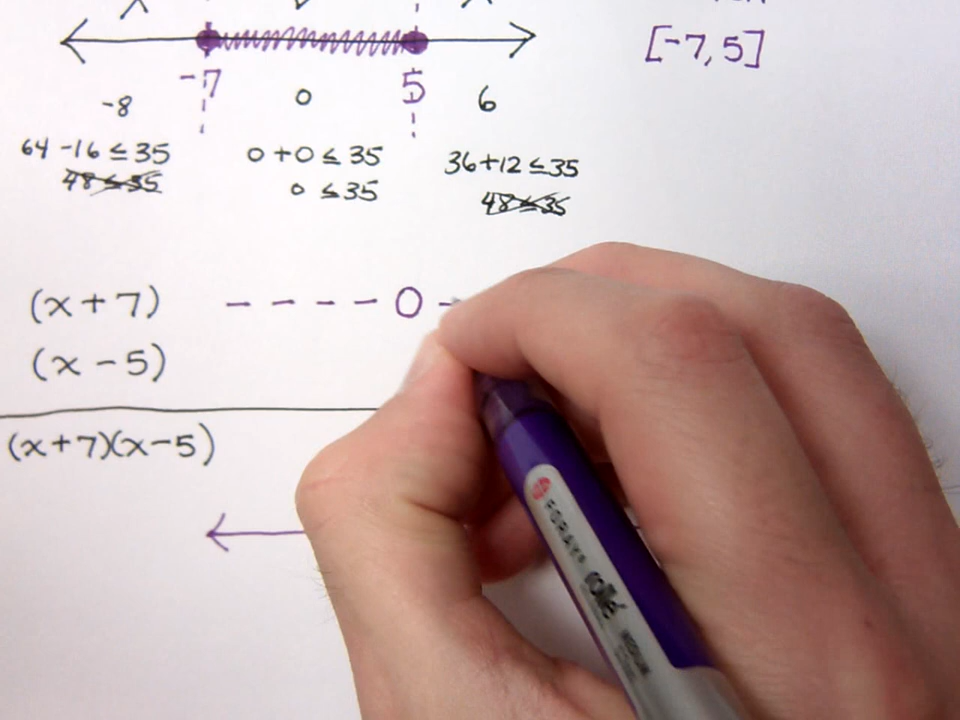 [-7, 5]
-7 5
-8 0 6
64 -16 ≤ 35 0 + 0 ≤ 35 36 + 12 ≤ 35
48 ≤ 35 0 ≤ 35 48 ≤ 35
(x + 7) - - - - 0 -
(x - 5)
(x+7)(x-5)
FORAY